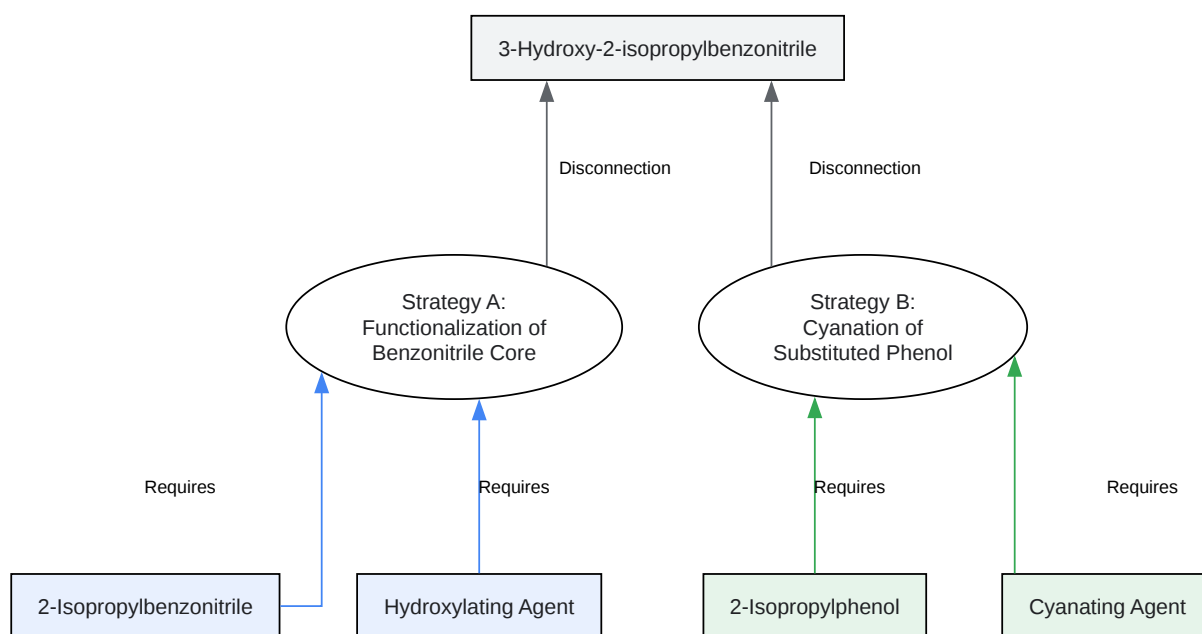 3-Hydroxy-2-isopropylbenzonitrile
Disconnection
Disconnection
Strategy A:
Functionalization of
Benzonitrile Core
Strategy B:
Cyanation of
Substituted Phenol
Requires
Requires
Requires
Requires
2-Isopropylbenzonitrile
Hydroxylating Agent
2-Isopropylphenol
Cyanating Agent